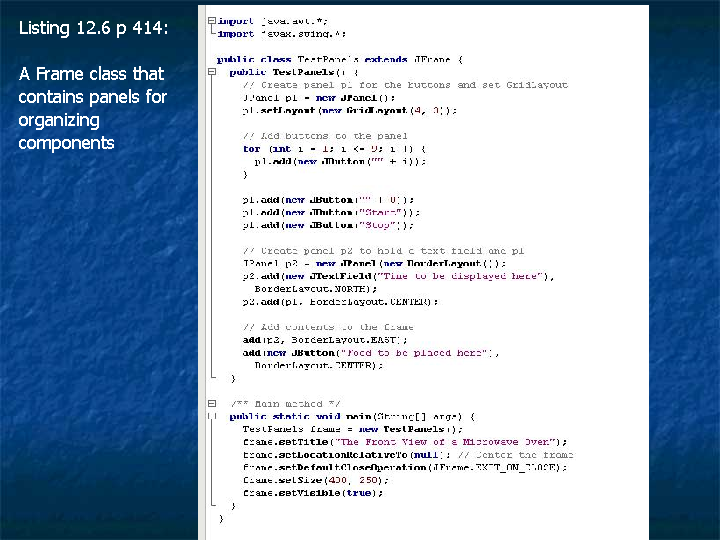 Listing 12.6 p 414:
A Frame class that
contains panels for
organizing
components
import java.awt.*;
import javax.swing.*;
public class TestPanels extends JFrame {
public TestPanels() {
// Create panel p1 for the buttons and set GridLayout
JPanel p1 = new JPanel();
p1.setLayout(new GridLayout(4, 3));
// Add buttons to the panel
for (int i = 1; i <= 9; i++) {
p1.add(new JButton("" + i));
}
p1.add(new JButton("" + 0));
p1.add(new JButton("Start"));
p1.add(new JButton("Stop"));
// Create panel p2 to hold a text field and p1
JPanel p2 = new JPanel(new BorderLayout());
p2.add(new JTextField("Time to be displayed here"),
BorderLayout.NORTH);
p2.add(p1, BorderLayout.CENTER);
// Add contents to the frame
add(p2, BorderLayout.EAST);
add(new JButton("Food to be placed here"),
BorderLayout.CENTER);
}
/** Main method */
public static void main(String[] args) {
TestPanels frame = new TestPanels();
frame.setTitle("The Front View of a Microwave Oven");
frame.setLocationRelativeTo(null); // Center the frame
frame.setDefaultCloseOperation(JFrame.EXIT_ON_CLOSE);
frame.setSize(400, 250);
frame.setVisible(true);
}
}